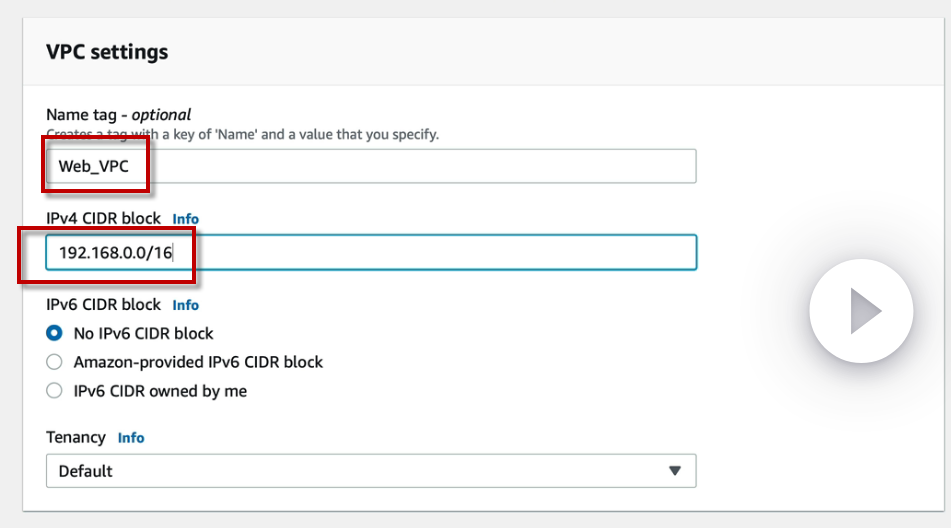 VPC settings
Name tag - optional
Creates a tag with a key of 'Name' and a value that you specify.
Web_VPC
IPv4 CIDR block Info
192.168.0.0/16
IPv6 CIDR block Info
No IPv6 CIDR block
Amazon-provided IPv6 CIDR block
IPv6 CIDR owned by me
Tenancy Info
Default